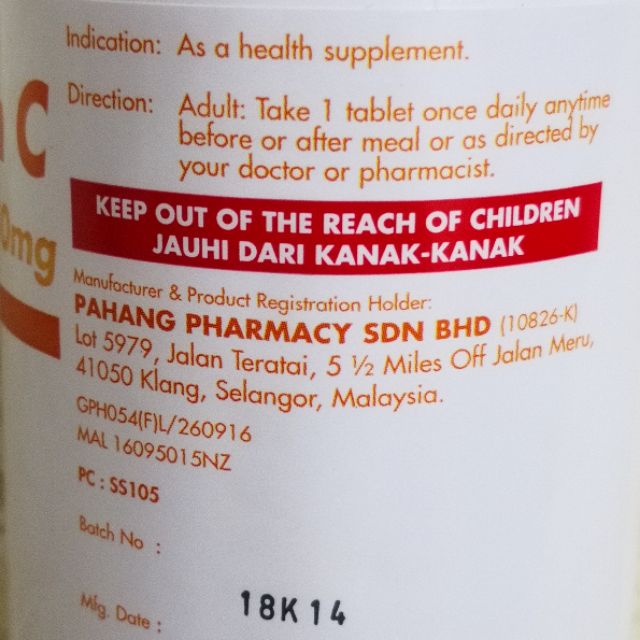 Indication: As a health supplement.
C
Direction: Adult: Take 1 tablet once daily anytime
before or after meal or as directed by
your doctor or pharmacist.
KEEP OUT OF THE REACH OF CHILDREN
JAUHI DARI KANAK-KANAK
0mg
Manufacturer & Product Registration Holder:
PAHANG PHARMACY SDN BHD (10826-K)
Lot 5979, Jalan Teratai, 5 ½ Miles Off Jalan Meru,
41050 Klang, Selangor, Malaysia.
GPH054(F)L/260916
MAL 16095015NZ
PC : SS105
Batch No :
18K14
Mfg. Date :